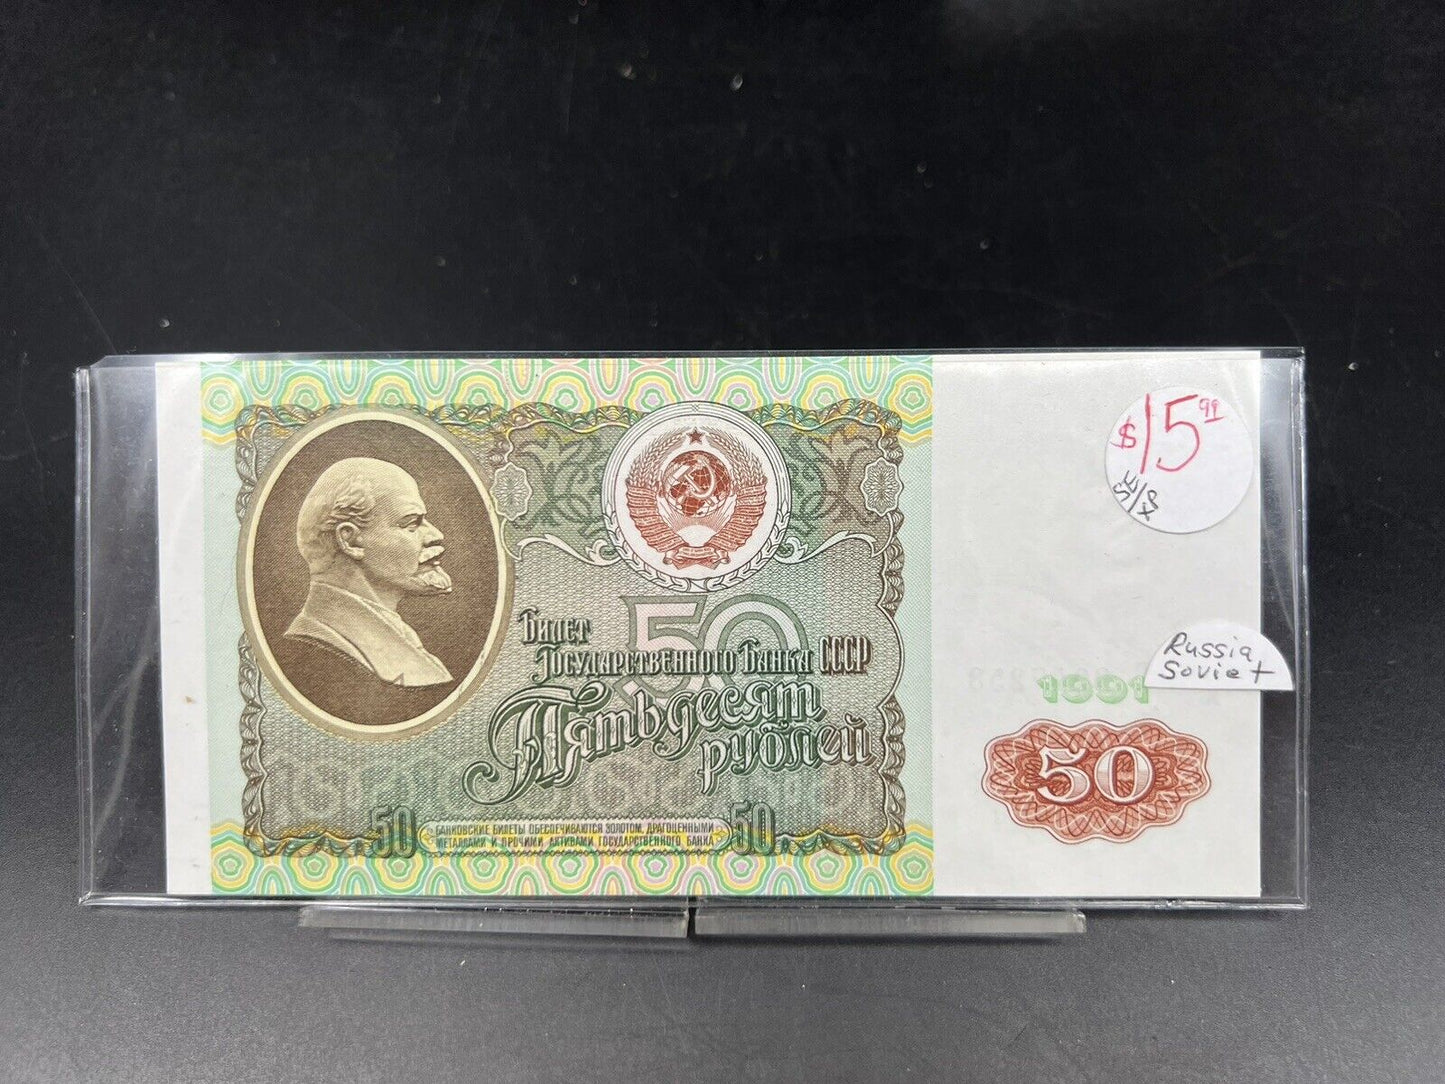 $15.99
SE/
Russia
Soviet
Билет
Государственного Банка СССР
50
Пятьдесят
рублей
1991
50
50
БАНКОВСКИЕ БИЛЕТЫ ОБЕСПЕЧИВАЮТСЯ ЗОЛОТОМ, ДРАГОЦЕННЫМИ
МЕТАЛЛАМИ И ПРОЧИМИ АКТИВАМИ ГОСУДАРСТВЕННОГО БАНКА
50